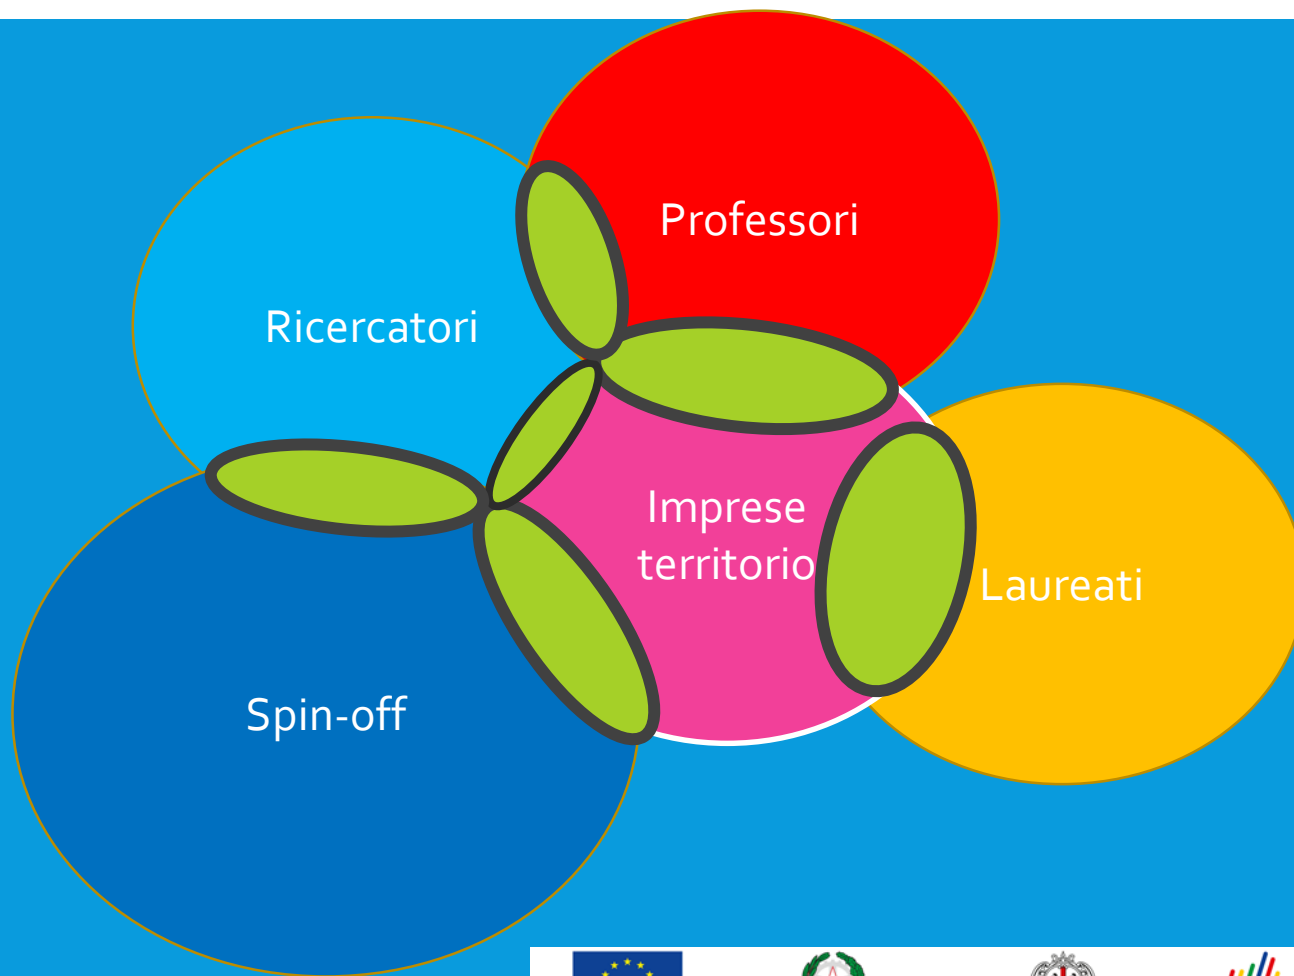 Professori
Ricercatori
Imprese
territorio
Laureati
Spin-off